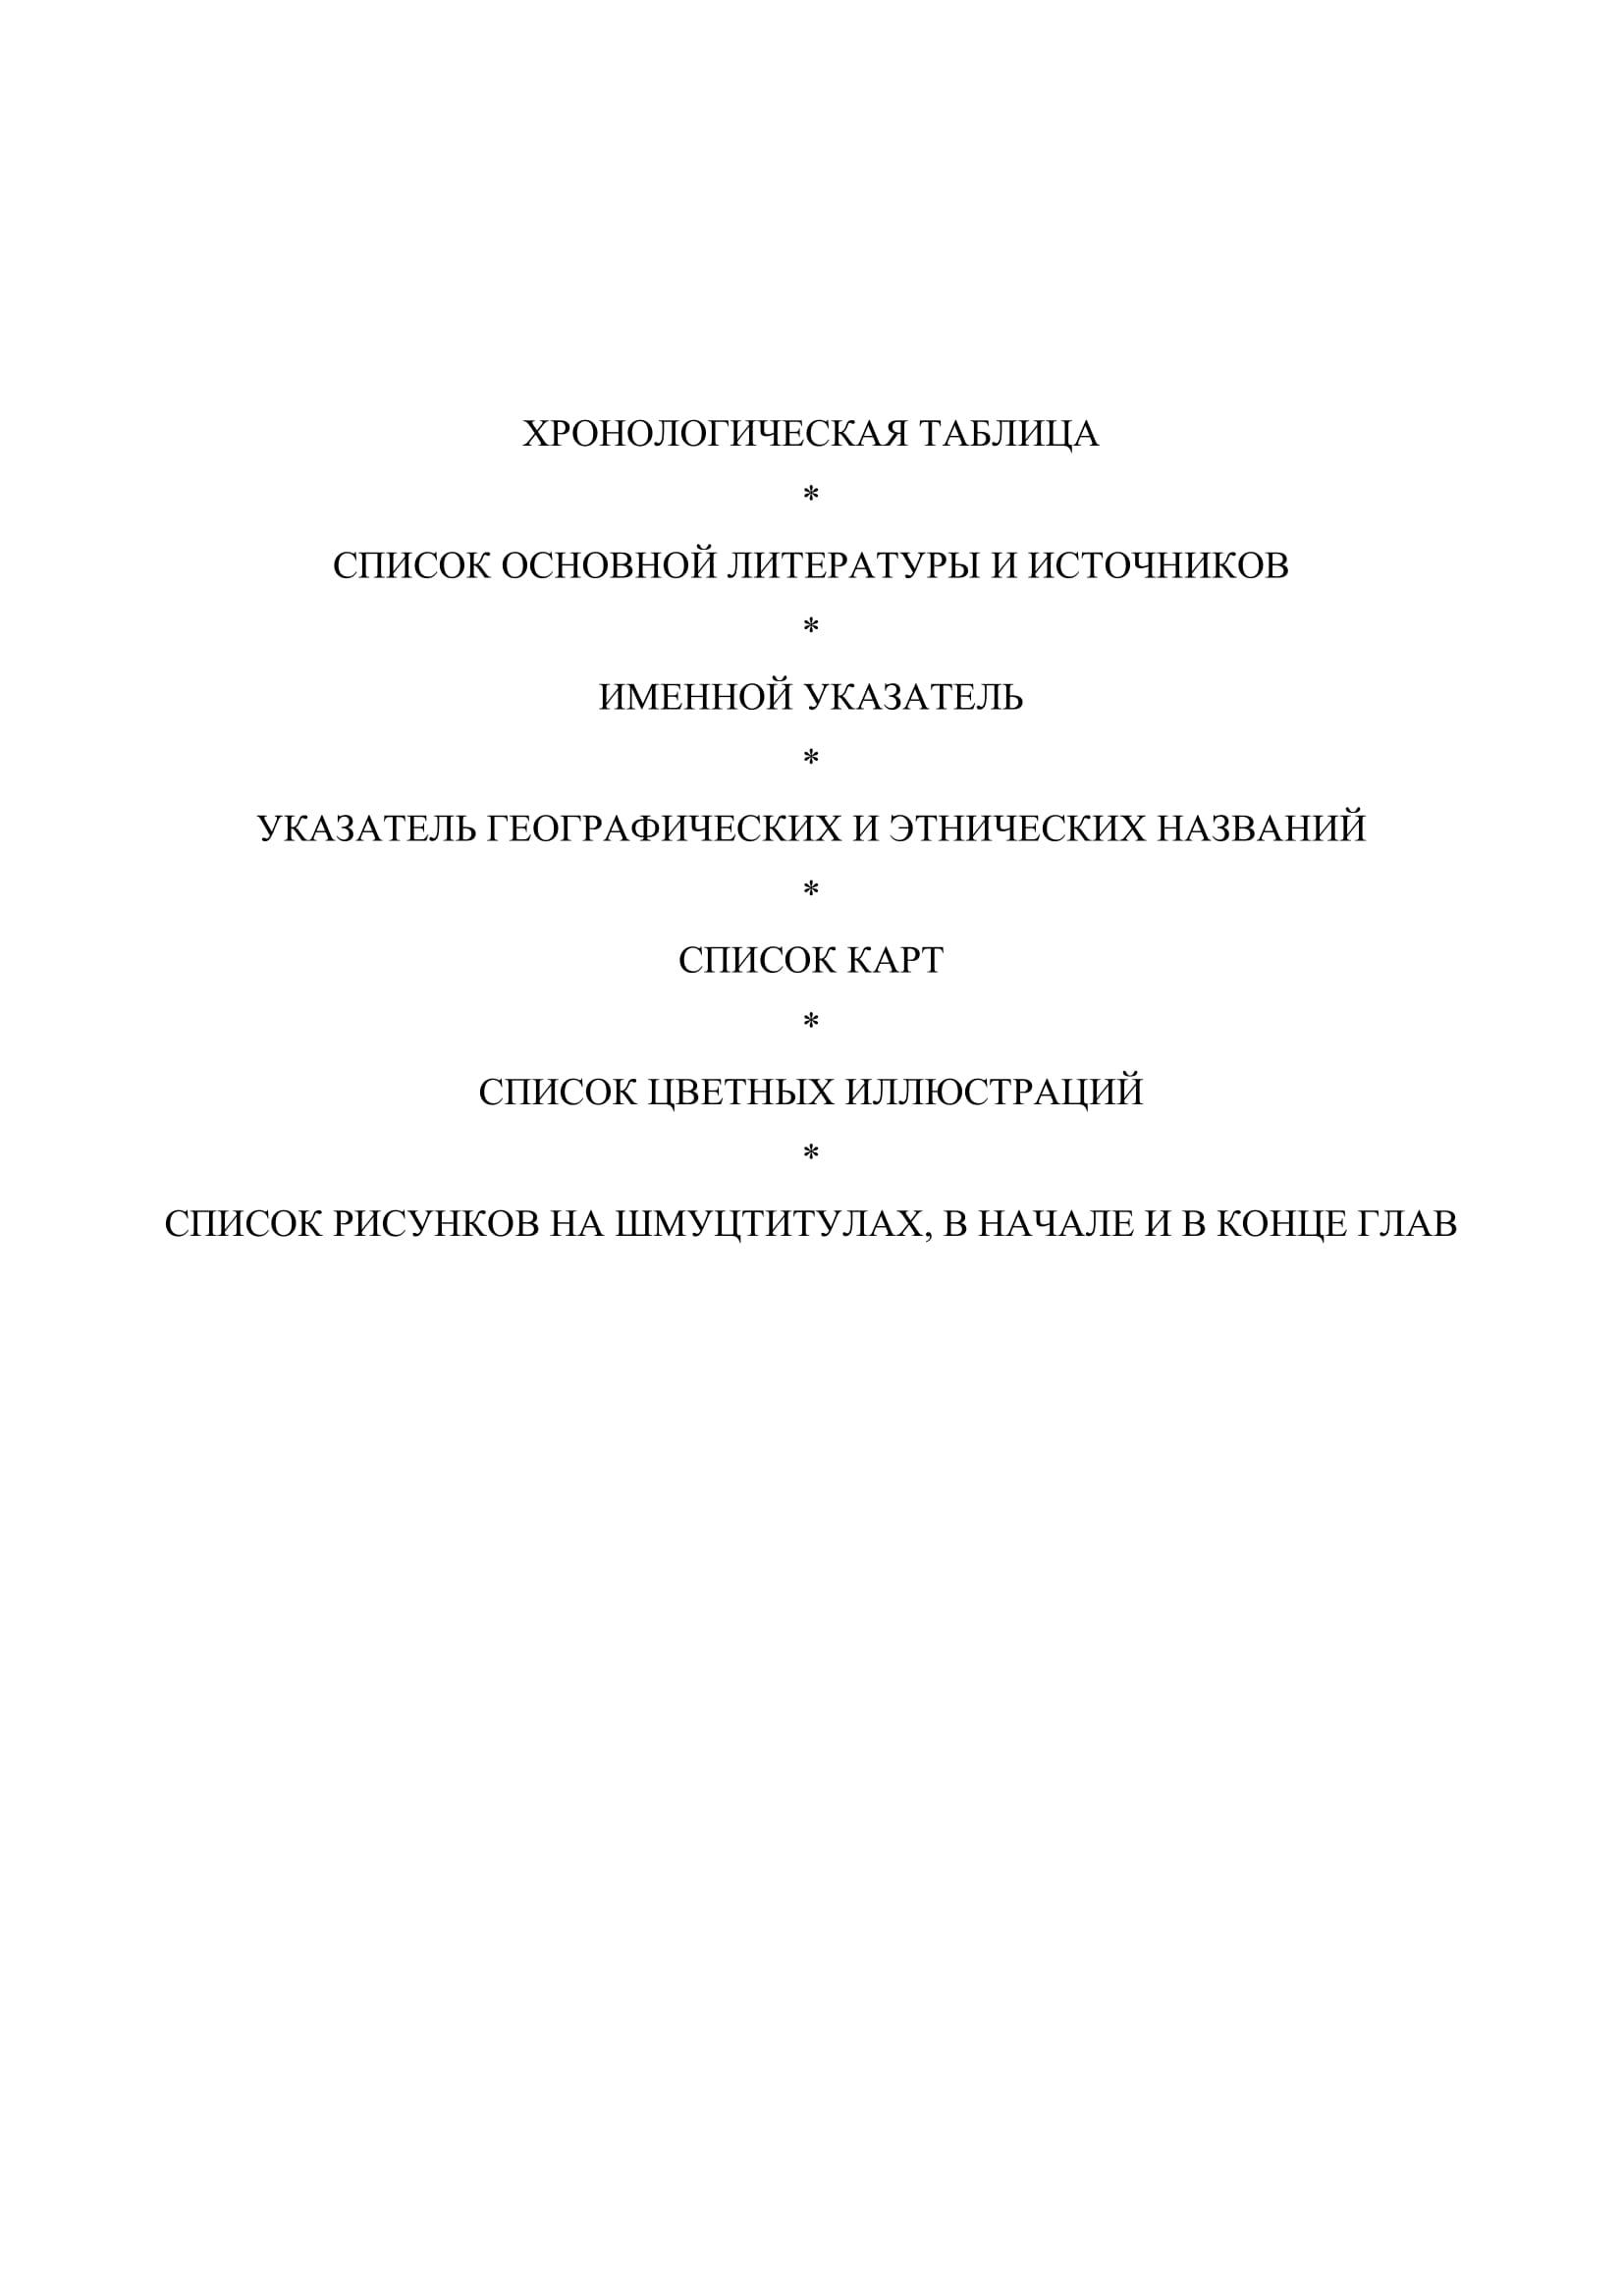 ХРОНОЛОГИЧЕСКАЯ ТАБЛИЦА
*
СПИСОК ОСНОВНОЙ ЛИТЕРАТУРЫ И ИСТОЧНИКОВ
*
ИМЕННОЙ УКАЗАТЕЛЬ
*
УКАЗАТЕЛЬ ГЕОГРАФИЧЕСКИХ И ЭТНИЧЕСКИХ НАЗВАНИЙ
*
СПИСОК КАРТ
*
СПИСОК ЦВЕТНЫХ ИЛЛЮСТРАЦИЙ
*
СПИСОК РИСУНКОВ НА ШМУЦТИТУЛАХ, В НАЧАЛЕ И В КОНЦЕ ГЛАВ